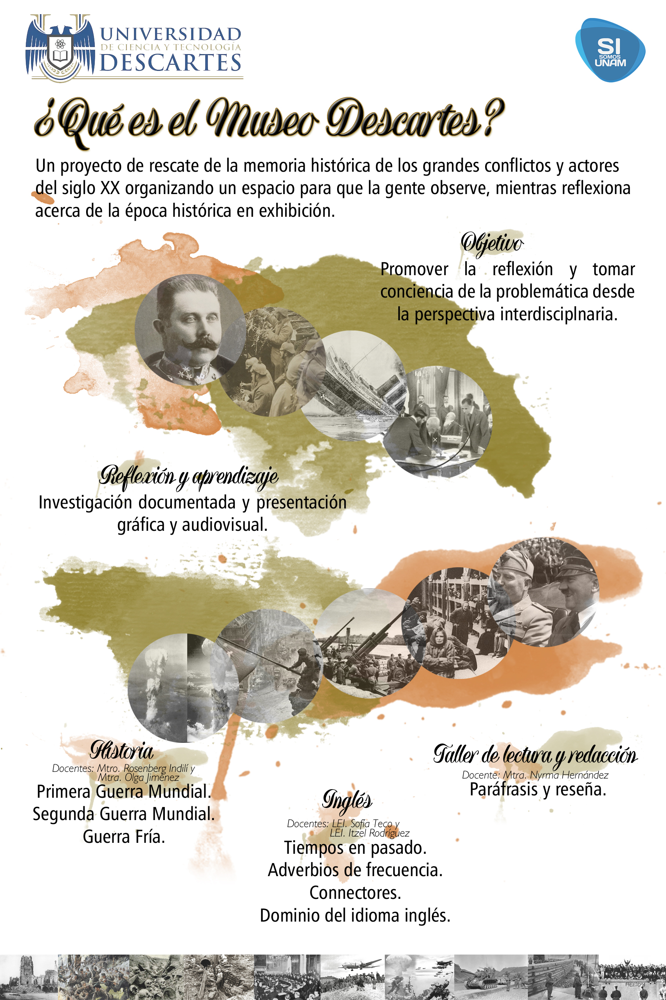 UNIVERSIDAD
DE CIENCIA Y TECNOLOGÍA
DESCARTES
SI
SOMOS
UNAM
¿Qué es el Museo Descartes?
Un proyecto de rescate de la memoria histórica de los grandes conflictos y actores
del siglo XX organizando un espacio para que la gente observe, mientras reflexiona
acerca de la época histórica en exhibición.
Objetivo
Promover la reflexión y tomar
conciencia de la problemática desde
la perspectiva interdisciplnaria.
Reflexión y aprendizaje
Investigación documentada y presentación
gráfica y audiovisual.
Historia
Docentes: Mtro. Rosenberg Indilí y
Mtra. Olga Jiménez
Primera Guerra Mundial.
Segunda Guerra Mundial.
Guerra Fría.
Inglés
Docentes: LEI. Sofía Teco y
LEI. Itzel Rodríguez
Tiempos en pasado.
Adverbios de frecuencia.
Connectores.
Dominio del idioma inglés.
Taller de lectura y redacción
Docente: Mtra. Nyrma Hernández
Paráfrasis y reseña.
FREEDOM